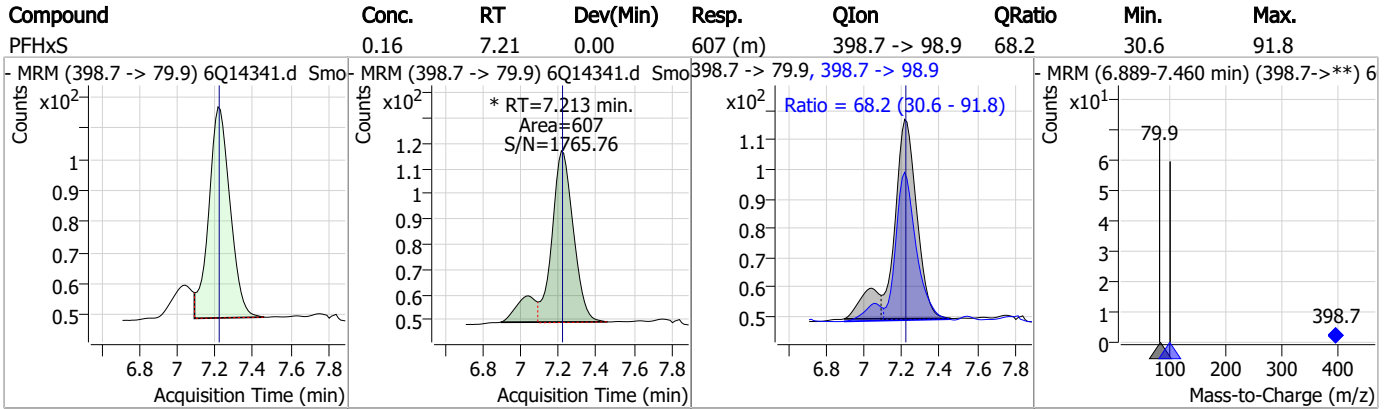 Compound Conc. RT Dev(Min) Resp. QIon QRatio Min. Max.
PFHxS 0.16 7.21 0.00 607 (m) 398.7 -> 98.9 68.2 30.6 91.8
- MRM (398.7 -> 79.9) 6Q14341.d Smo
Counts
x10²
1
0.9
0.8
0.7
0.6
0.5
6.8 7 7.2 7.4 7.6 7.8
Acquisition Time (min)
- MRM (398.7 -> 79.9) 6Q14341.d Smo
Counts
x10²
* RT=7.213 min.
Area=607
S/N=1765.76
1.2
1.1
1
0.9
0.8
0.7
0.6
0.5
6.8 7 7.2 7.4 7.6 7.8
Acquisition Time (min)
398.7 -> 79.9, 398.7 -> 98.9
Counts
x10²
Ratio = 68.2 (30.6 - 91.8)
1.1
1
0.9
0.8
0.7
0.6
0.5
6.8 7 7.2 7.4 7.6 7.8
Acquisition Time (min)
- MRM (6.889-7.460 min) (398.7->**) 6
Counts
x10¹
79.9
6
5
4
3
2
1
0
398.7
100 200 300 400
Mass-to-Charge (m/z)